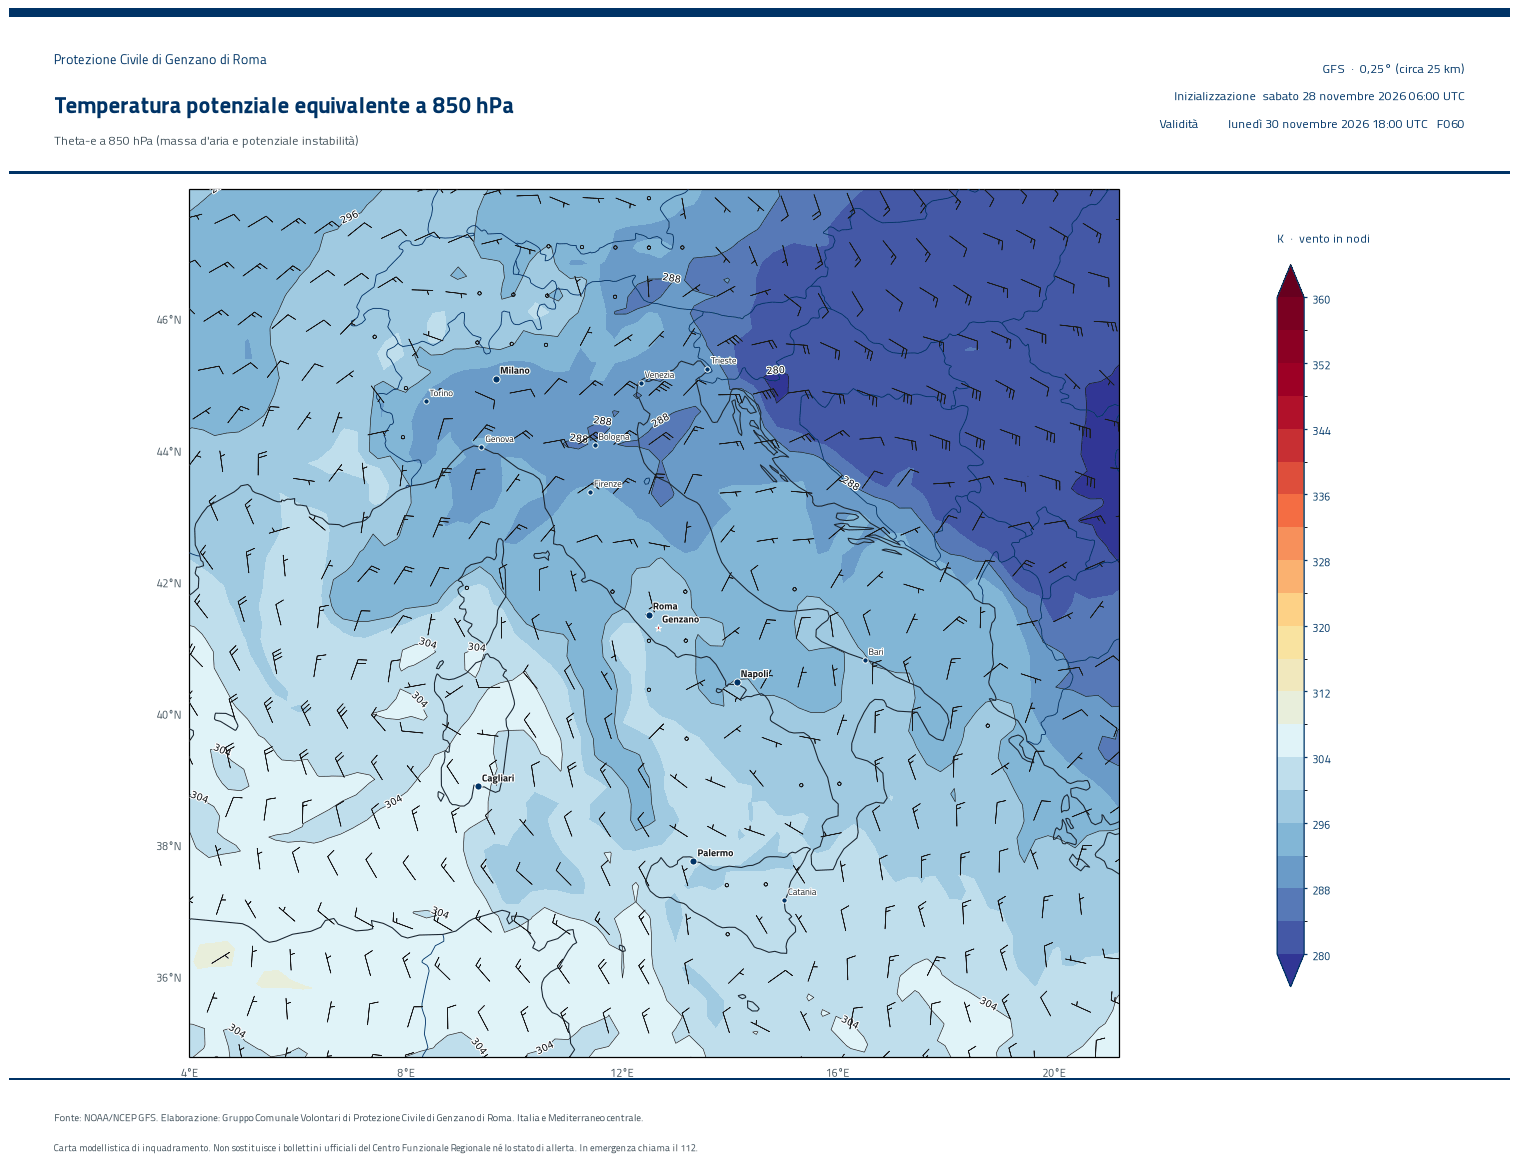 Protezione Civile di Genzano di Roma
Temperatura potenziale equivalente a 850 hPa
Theta-e a 850 hPa (massa d'aria e potenziale instabilità)
GFS · 0,25° (circa 25 km)
Inizializzazione sabato 28 novembre 2026 06:00 UTC
Validità lunedì 30 novembre 2026 18:00 UTC F060
K · vento in nodi
360
352
344
336
328
320
312
304
296
288
280
46°N
44°N
42°N
40°N
38°N
36°N
4°E
8°E
12°E
16°E
20°E
296
288
Trieste
280
Milano
Venezia
Torino
288
288
Genova
288
Bologna
Firenze
288
Roma
Genzano
304
304
Bari
Napoli
304
304
Cagliari
304
304
Palermo
Catania
304
304
304
304
304
304
Fonte: NOAA/NCEP GFS. Elaborazione: Gruppo Comunale Volontari di Protezione Civile di Genzano di Roma. Italia e Mediterraneo centrale.
Carta modellistica di inquadramento. Non sostituisce i bollettini ufficiali del Centro Funzionale Regionale né lo stato di allerta. In emergenza chiama il 112.